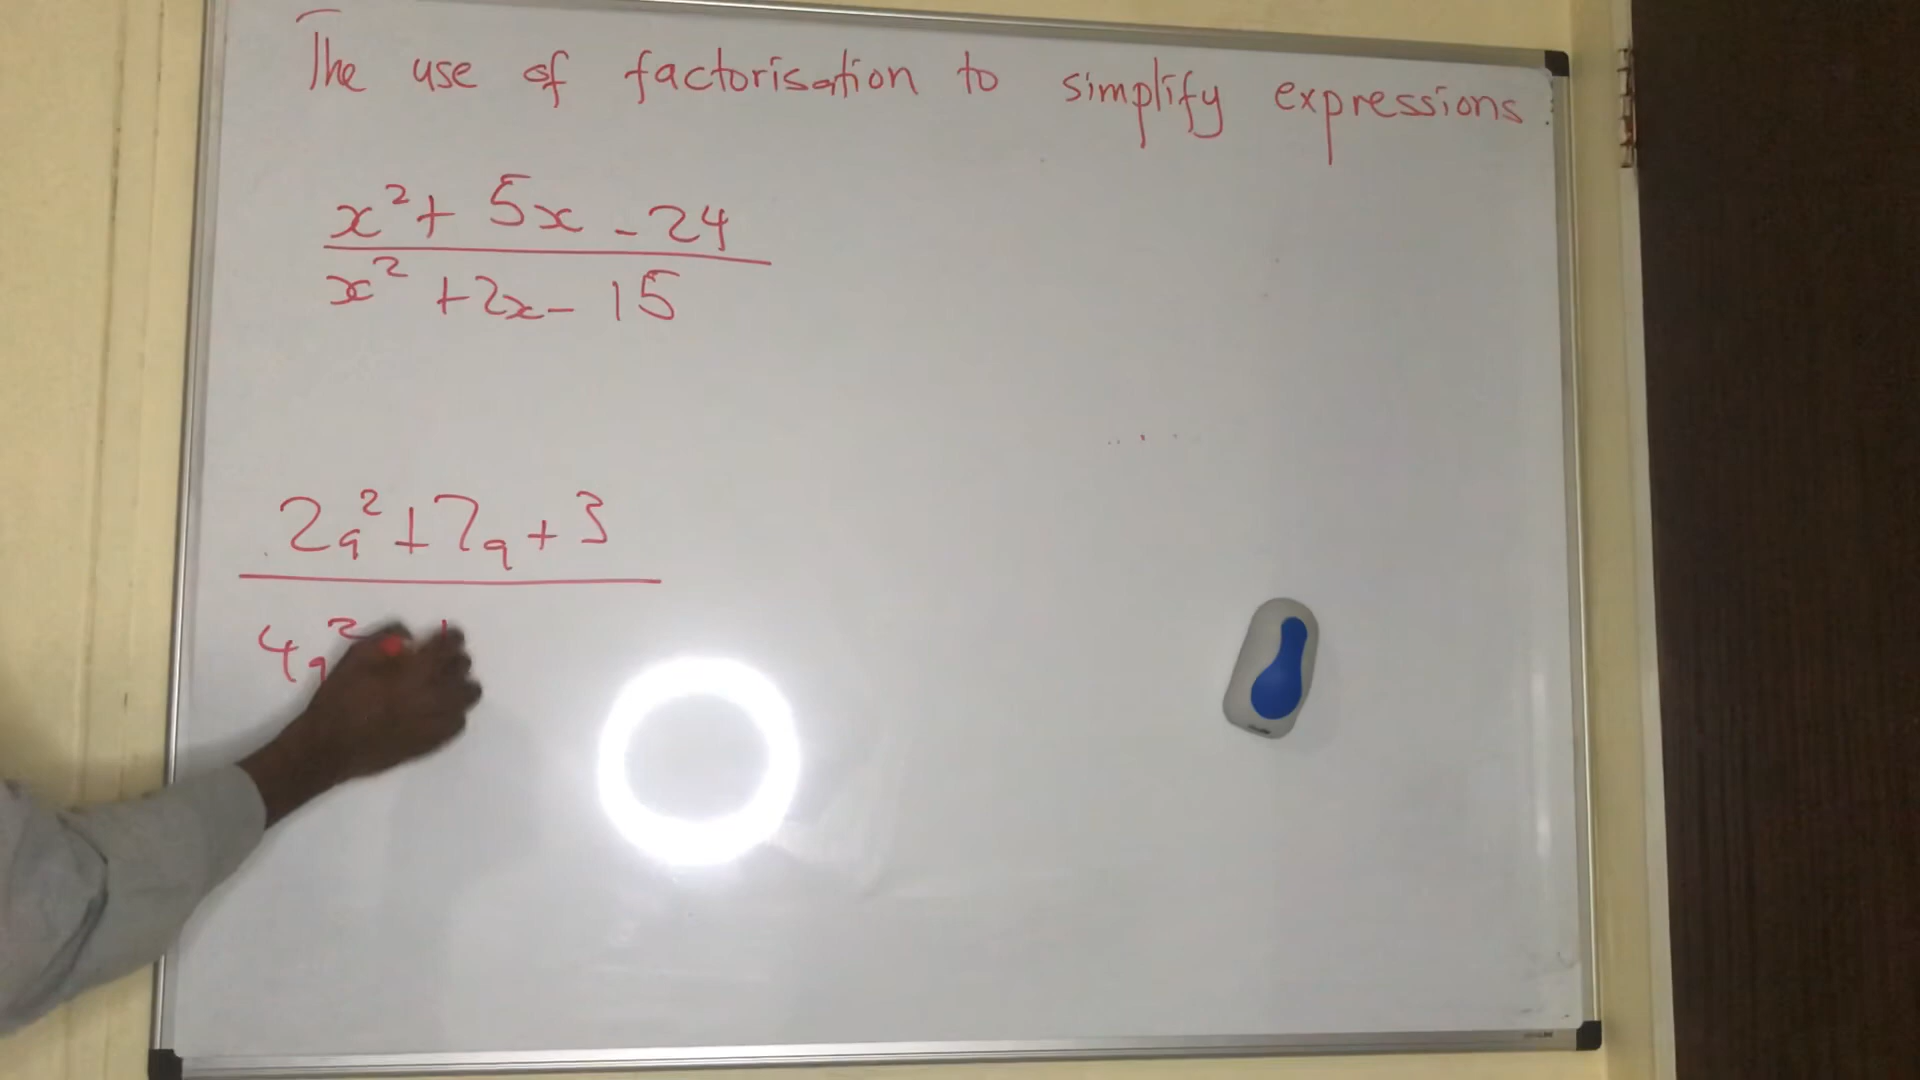 The use of factorisation to simplify expressions
x² + 5x - 24
x² + 2x - 15
2a² + 7a + 3
4a²